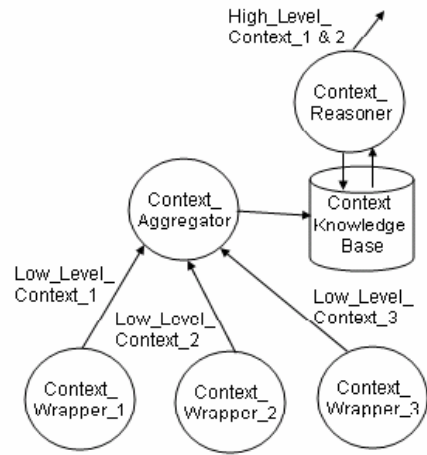 High_Level_
Context_1 & 2
Context_
Reasoner
Context_
Aggregator
Context
Knowledge
Base
Low_Level_
Context_1
Low_Level_
Context_2
Low_Level_
Context_3
Context_
Wrapper_1
Context_
Wrapper_2
Context_
Wrapper_3